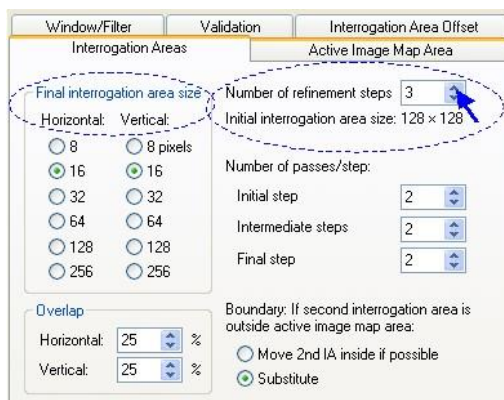 Window/Filter Validation Interrogation Area Offset
Interrogation Areas Active Image Map Area
Final interrogation area size
Horizontal: Vertical:
8 8 pixels
16 16
32 32
64 64
128 128
256 256
Number of refinement steps 3
Initial interrogation area size: 128 × 128
Number of passes/step:
Initial step 2
Intermediate steps 2
Final step 2
Overlap
Horizontal: 25 %
Vertical: 25 %
Boundary: If second interrogation area is
outside active image map area:
Move 2nd IA inside if possible
Substitute